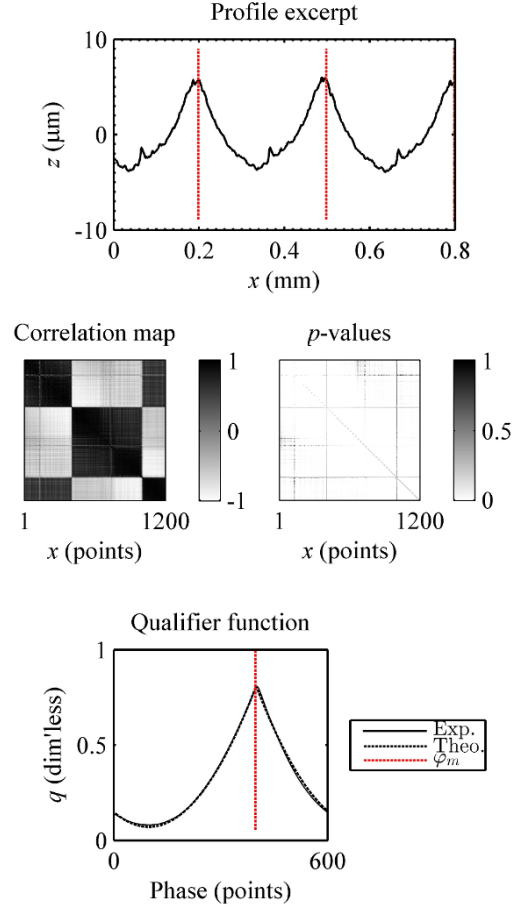 Profile excerpt
10
0
-10
z (μm)
0
0.2
0.4
0.6
0.8
x (mm)
Correlation map
p-values
1
0
-1
1
0.5
0
1
1200
1
1200
x (points)
x (points)
Qualifier function
1
0.5
0
q (dim'less)
Exp.
Theo.
φm
0
600
Phase (points)